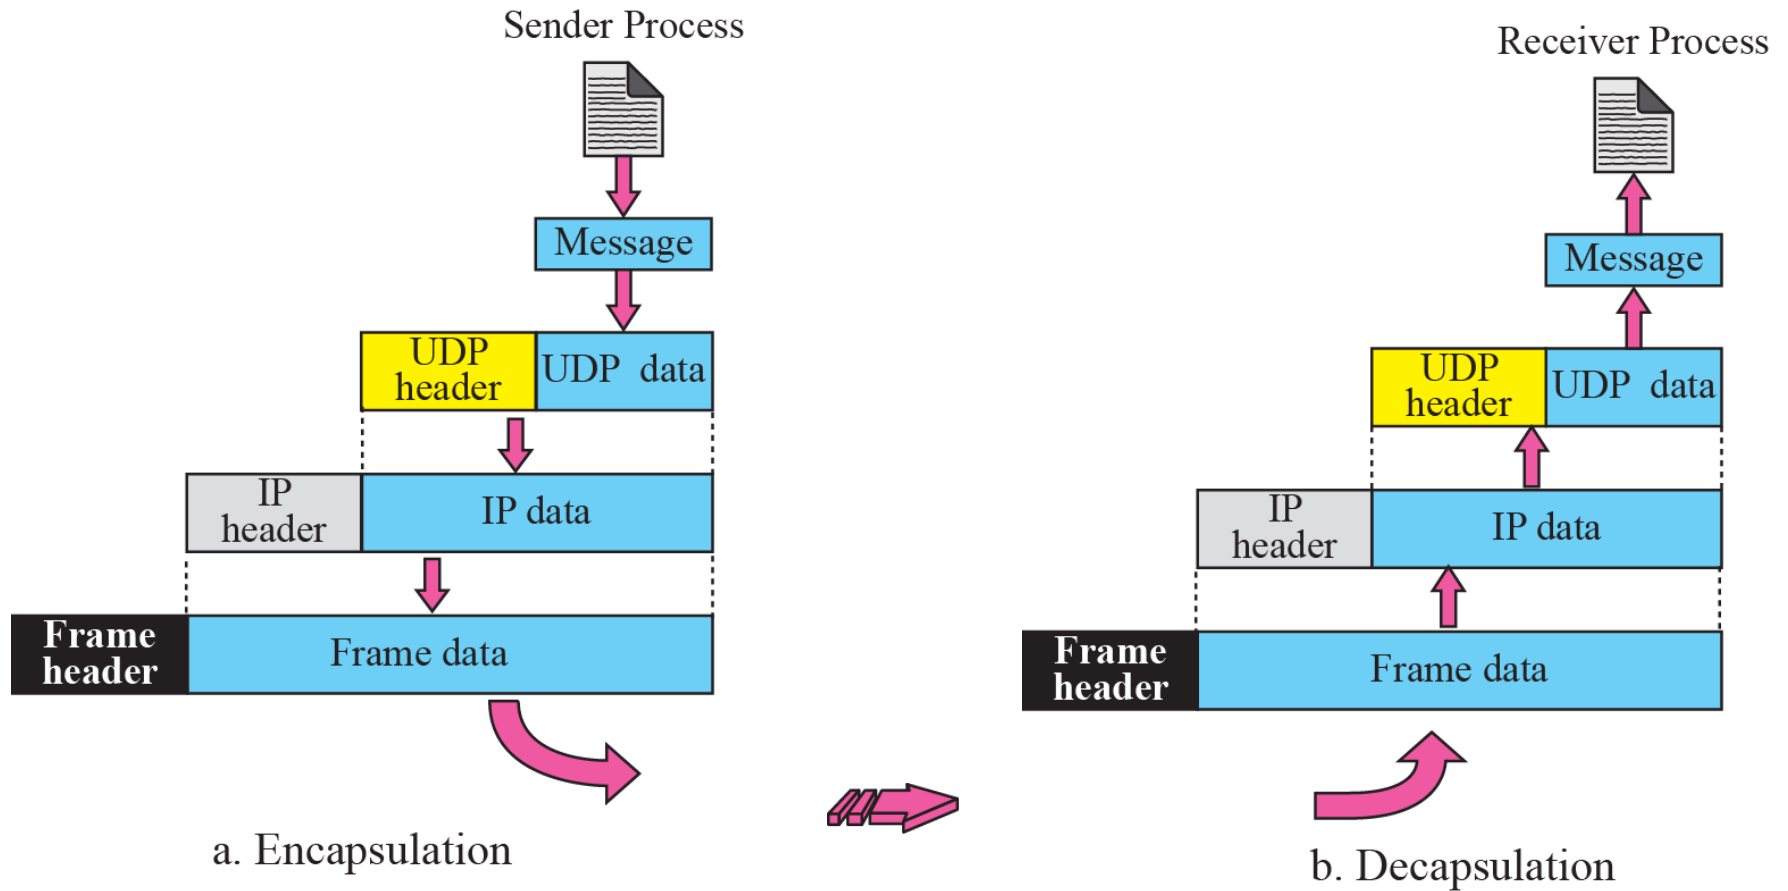 Sender Process
Message
UDP
header
UDP data
IP
header
IP data
Frame
header
Frame data
a. Encapsulation
Receiver Process
Message
UDP
header
UDP data
IP
header
IP data
Frame
header
Frame data
b. Decapsulation